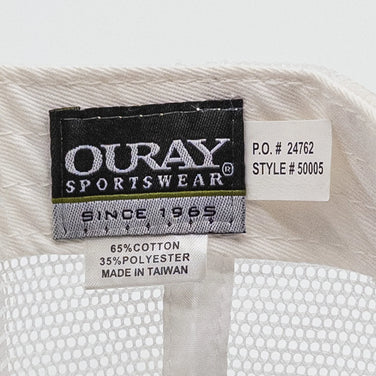 OURAY®
SPORTSWEAR
SINCE 1965
65%COTTON
35%POLYESTER
MADE IN TAIWAN
P.O. # 24762
STYLE # 50005